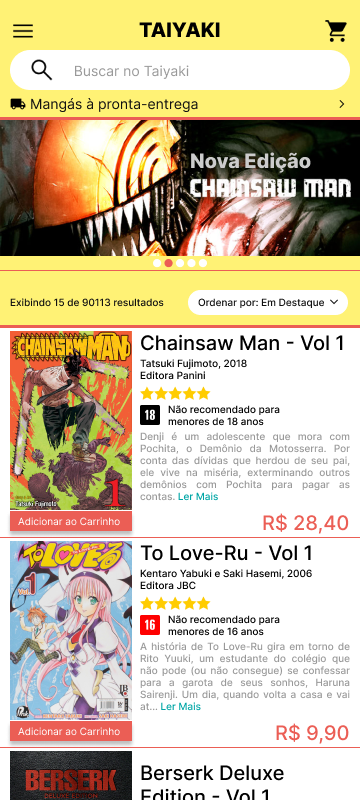 TAIYAKI
Buscar no Taiyaki
Mangás à pronta-entrega
Nova Edição
CHAINSAW MAN
Exibindo 15 de 90113 resultados
Ordenar por: Em Destaque
CHAINSAW MAN
1
Tatsuki Fujimoto
Adicionar ao Carrinho
Chainsaw Man - Vol 1
Tatsuki Fujimoto, 2018
Editora Panini
18
Não recomendado para
menores de 18 anos
Denji é um adolescente que mora com
Pochita, o Demônio da Motosserra. Por
conta das dívidas que herdou de seu pai,
ele vive na miséria, exterminando outros
demônios com Pochita para pagar as
contas. Ler Mais
R$ 28,40
To LOVEる
1
Adicionar ao Carrinho
To Love-Ru - Vol 1
Kentaro Yabuki e Saki Hasemi, 2006
Editora JBC
16
Não recomendado para
menores de 16 anos
A história de To Love-Ru gira em torno de
Rito Yuuki, um estudante do colégio que
não pode (ou não consegue) se confessar
para a garota de seus sonhos, Haruna
Sairenji. Um dia, quando volta a casa e vai
at... Ler Mais
R$ 9,90
BERSERK
DELUXE EDITION
Berserk Deluxe
Edition - Vol 1